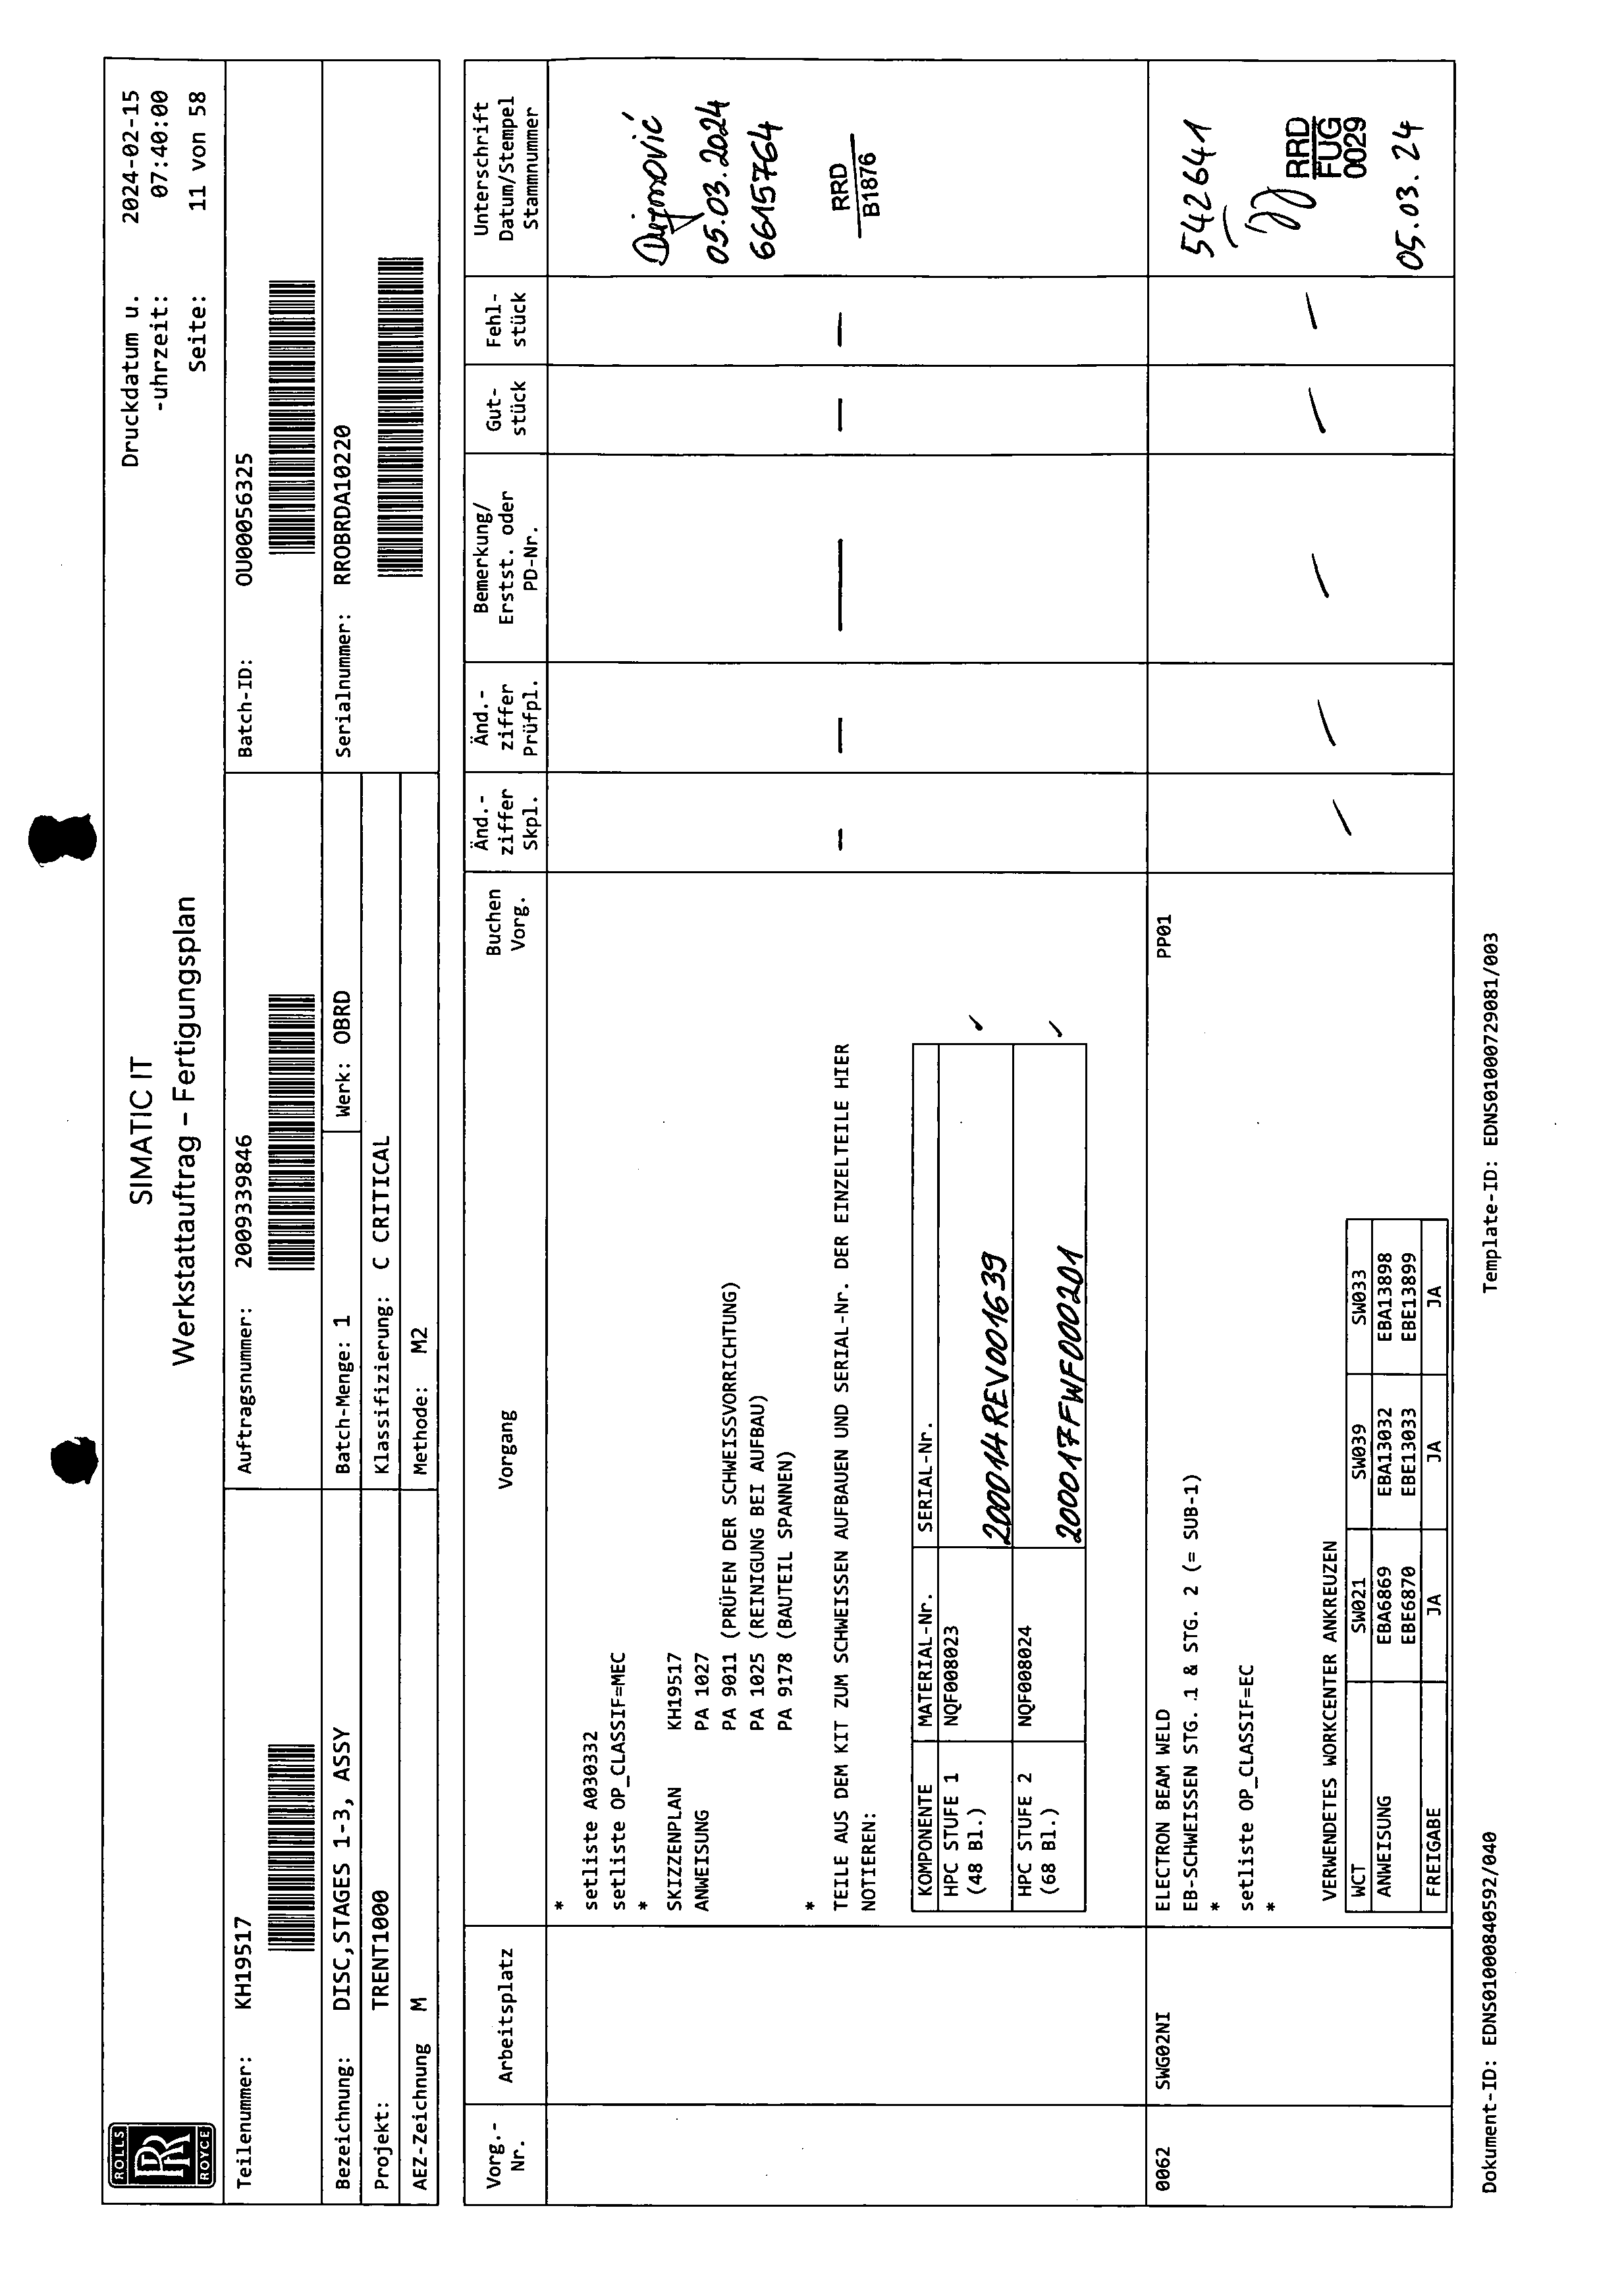 ROLLS
RR
ROYCE
SIMATIC IT
Werkstattauftrag – Fertigungsplan
Druckdatum u. 2024-02-15
-uhrzeit: 07:40:00
Seite: 11 von 58
Teilenummer: KH19517
Auftragsnummer: 2009339846
Batch-ID: OU00056325
Bezeichnung: DISC,STAGES 1-3, ASSY
Batch-Menge: 1
Werk: OBRD
Serialnummer: RROBRDA10220
Projekt: TRENT1000
Klassifizierung: C CRITICAL
AEZ-Zeichnung M
Methode: M2
Vorg.-Nr. Arbeitsplatz Vorgang Buchen Vorg. Änd.-ziffer Skpl. Änd.-ziffer Prüfpl. Bemerkung/ Erstst. oder PD-Nr. Gut-stück Fehl-stück Unterschrift Datum/Stempel Stammnummer
*
setliste A030332
setliste OP_CLASSIF=MEC
*
SKIZZENPLAN KH19517
ANWEISUNG PA 1027
PA 9011 (PRÜFEN DER SCHWEISSVORRICHTUNG)
PA 1025 (REINIGUNG BEI AUFBAU)
PA 9178 (BAUTEIL SPANNEN)
*
TEILE AUS DEM KIT ZUM SCHWEISSEN AUFBAUEN UND SERIAL-Nr. DER EINZELTEILE HIER
NOTIEREN:
KOMPONENTE MATERIAL-Nr. SERIAL-Nr.
HPC STUFE 1 NQF008023
(48 Bl.) 200014REV001639 ✓
HPC STUFE 2 NQF008024
(68 Bl.) 200017FWF000201 ✓
— — — — —
05.03.2024
6615764
RRD
B1876
0062 SWG02NI ELECTRON BEAM WELD PP01
EB-SCHWEISSEN STG. 1 & STG. 2 (= SUB-1)
*
setliste OP_CLASSIF=EC
*
VERWENDETES WORKCENTER ANKREUZEN
WCT SW021 SW039 SW033
ANWEISUNG EBA6869 EBA13032 EBA13898
EBE6870 EBE13033 EBE13899
FREIGABE JA JA JA
5426641
RRD
FUG
0029
05.03.24
Dokument-ID: EDNS01000840592/040
Template-ID: EDNS01000729081/003